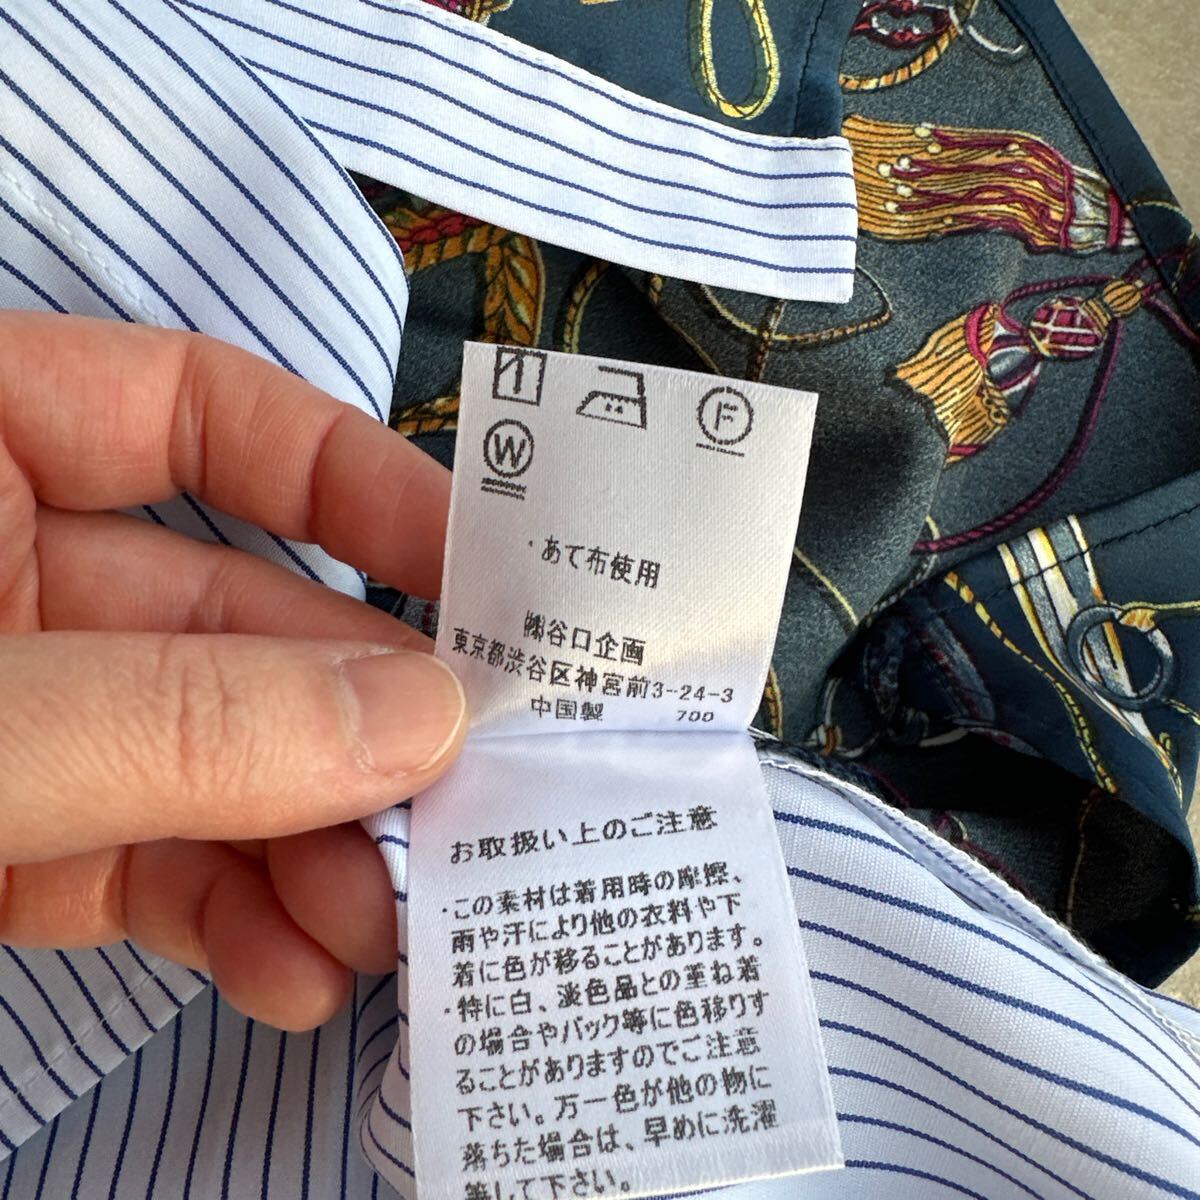 F
W
・あて布使用
㈱谷口企画
東京都渋谷区神宮前3-24-3
中国製 700
お取扱い上のご注意
・この素材は着用時の摩擦、
雨や汗により他の衣料や下
着に色が移ることがあります。
・特に白、淡色品との重ね着
の場合やバック等に色移りす
ることがありますのでご注意
下さい。万一色が他の物に
落ちた場合は、早めに洗濯
等して下さい。